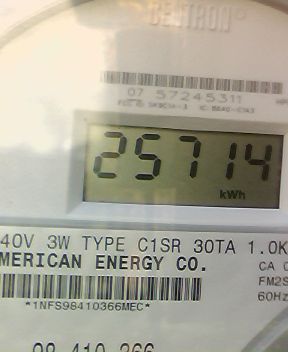 CENTRON®
07 57245311
25714
kWh
40V 3W TYPE C1SR 30TA 1.0K
MERICAN ENERGY CO.
CA 0
FM2S
60Hz
*1NFS98410366MEC*
98 410 366